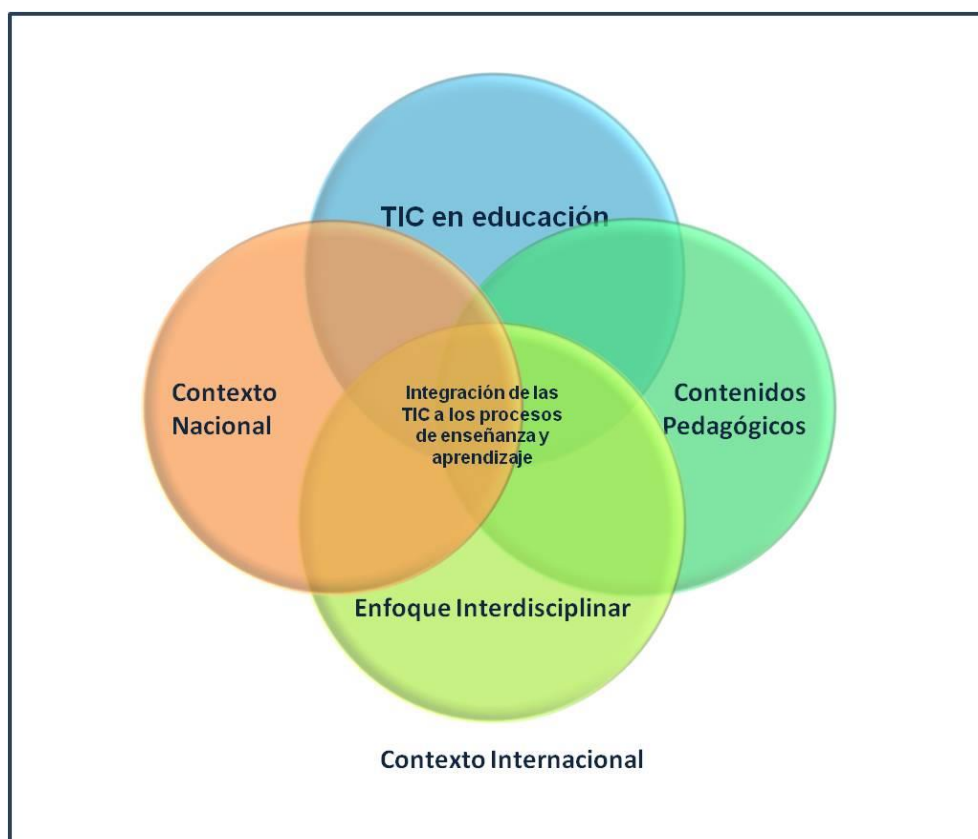 TIC en educación
Contexto
Nacional
Integración de las
TIC a los procesos
de enseñanza y
aprendizaje
Contenidos
Pedagógicos
Enfoque Interdisciplinar
Contexto Internacional